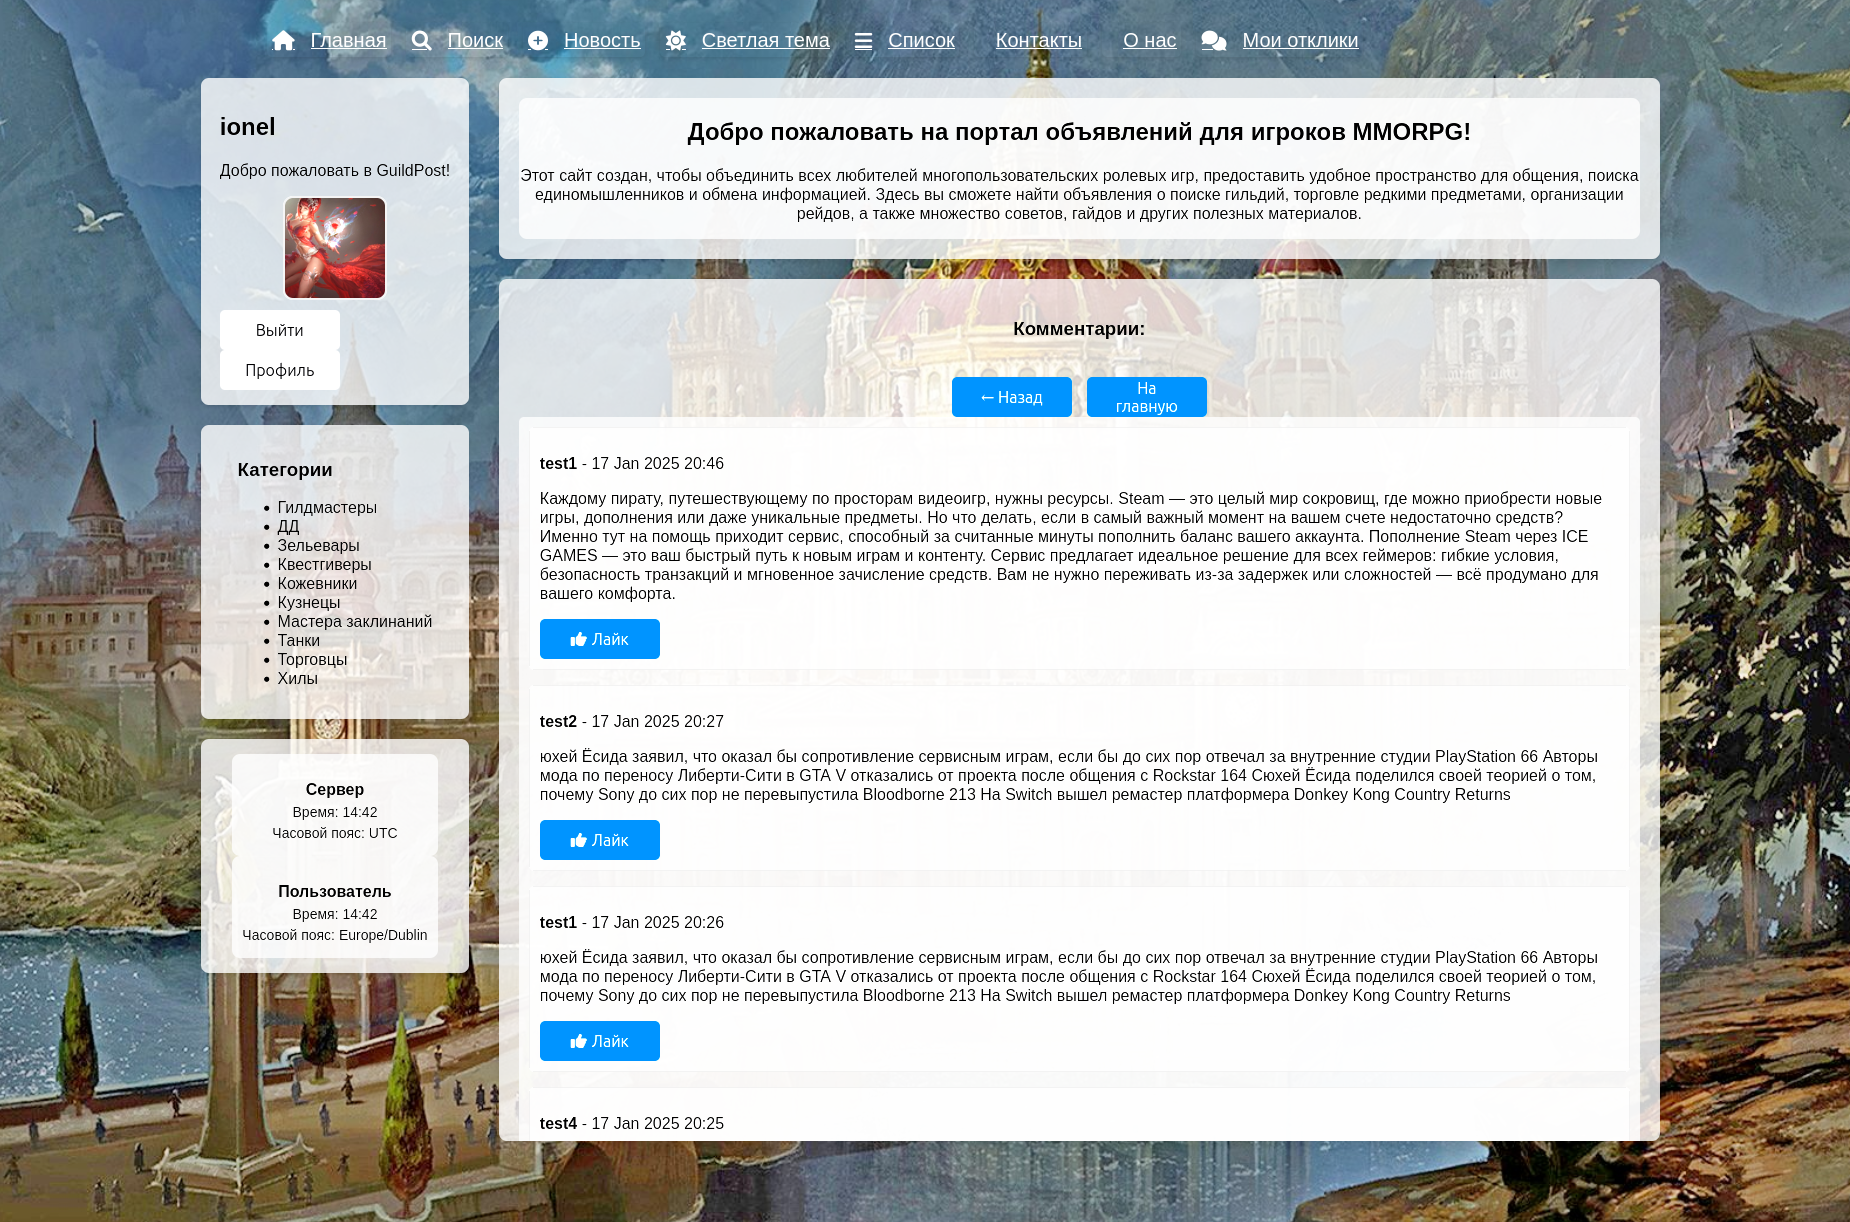 Главная Поиск Новость Светлая тема Список Контакты О нас Мои отклики
ionel
Добро пожаловать в GuildPost!
Выйти
Профиль
Категории
Гилдмастеры
ДД
Зельевары
Квестгиверы
Кожевники
Кузнецы
Мастера заклинаний
Танки
Торговцы
Хилы
Сервер
Время: 14:42
Часовой пояс: UTC
Пользователь
Время: 14:42
Часовой пояс: Europe/Dublin
Добро пожаловать на портал объявлений для игроков MMORPG!
Этот сайт создан, чтобы объединить всех любителей многопользовательских ролевых игр, предоставить удобное пространство для общения, поиска
единомышленников и обмена информацией. Здесь вы сможете найти объявления о поиске гильдий, торговле редкими предметами, организации
рейдов, а также множество советов, гайдов и других полезных материалов.
Комментарии:
← Назад
На
главную
test1 - 17 Jan 2025 20:46
Каждому пирату, путешествующему по просторам видеоигр, нужны ресурсы. Steam — это целый мир сокровищ, где можно приобрести новые
игры, дополнения или даже уникальные предметы. Но что делать, если в самый важный момент на вашем счете недостаточно средств?
Именно тут на помощь приходит сервис, способный за считанные минуты пополнить баланс вашего аккаунта. Пополнение Steam через ICE
GAMES — это ваш быстрый путь к новым играм и контенту. Сервис предлагает идеальное решение для всех геймеров: гибкие условия,
безопасность транзакций и мгновенное зачисление средств. Вам не нужно переживать из-за задержек или сложностей — всё продумано для
вашего комфорта.
Лайк
test2 - 17 Jan 2025 20:27
юхей Ёсида заявил, что оказал бы сопротивление сервисным играм, если бы до сих пор отвечал за внутренние студии PlayStation 66 Авторы
мода по переносу Либерти-Сити в GTA V отказались от проекта после общения с Rockstar 164 Сюхей Ёсида поделился своей теорией о том,
почему Sony до сих пор не перевыпустила Bloodborne 213 На Switch вышел ремастер платформера Donkey Kong Country Returns
Лайк
test1 - 17 Jan 2025 20:26
юхей Ёсида заявил, что оказал бы сопротивление сервисным играм, если бы до сих пор отвечал за внутренние студии PlayStation 66 Авторы
мода по переносу Либерти-Сити в GTA V отказались от проекта после общения с Rockstar 164 Сюхей Ёсида поделился своей теорией о том,
почему Sony до сих пор не перевыпустила Bloodborne 213 На Switch вышел ремастер платформера Donkey Kong Country Returns
Лайк
test4 - 17 Jan 2025 20:25